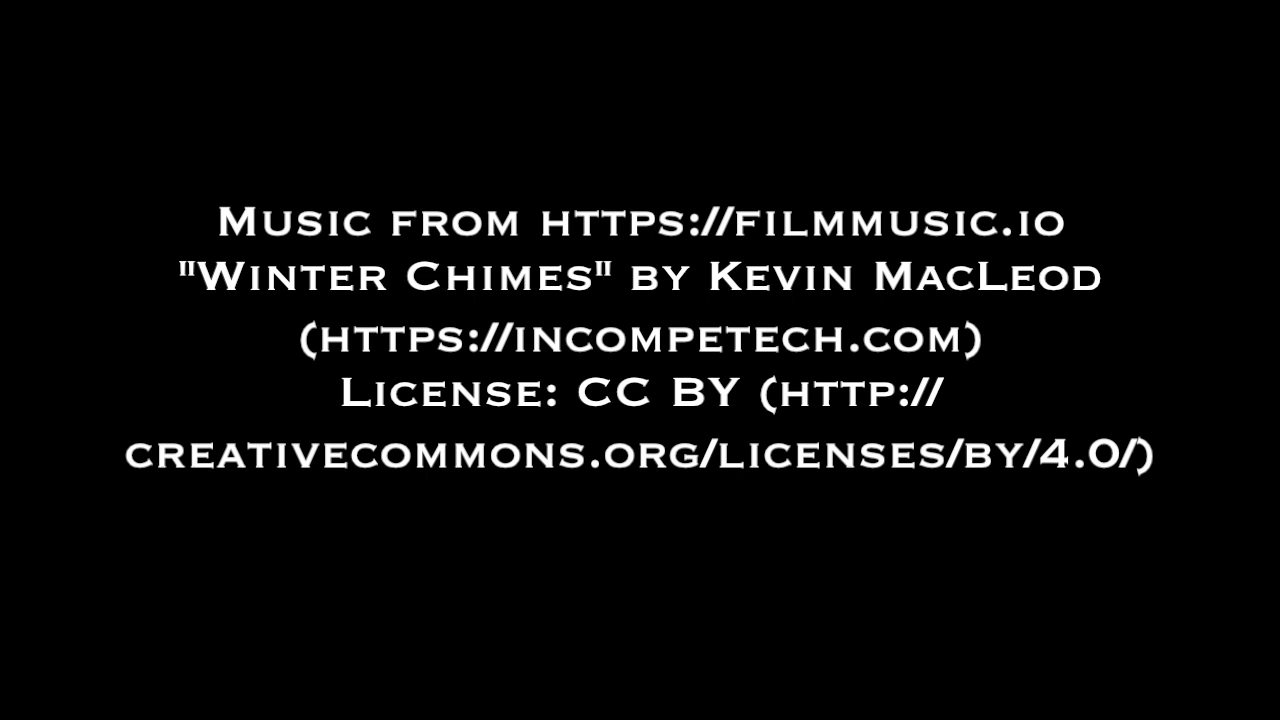 Music from https://filmmusic.io
"Winter Chimes" by Kevin MacLeod
(https://incompetech.com)
License: CC BY (http://
creativecommons.org/licenses/by/4.0/)